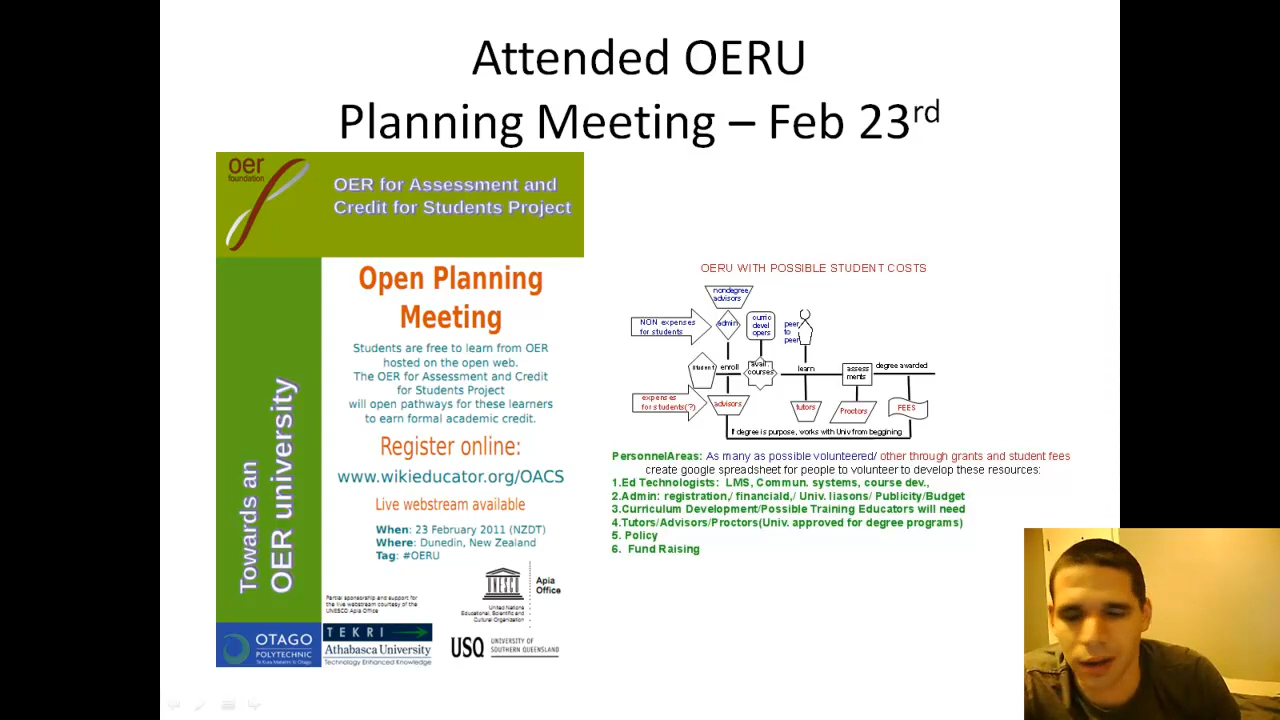 Attended OERU
Planning Meeting – Feb 23rd
oer
foundation
OER for Assessment and
Credit for Students Project
Towards an
OER university
Open Planning
Meeting
Students are free to learn from OER
hosted on the open web.
The OER for Assessment and Credit
for Students Project
will open pathways for these learners
to earn formal academic credit.
Register online:
www.wikieducator.org/OACS
Live webstream available
When: 23 February 2011 (NZDT)
Where: Dunedin, New Zealand
Tag: #OERU
Partial sponsorship and support for
the live webstream courtesy of the
UNESCO Apia Office
UNESCO
United Nations
Educational, Scientific and
Cultural Organization
Apia
Office
OTAGO
POLYTECHNIC
TEKRI
Athabasca University
Technology Enhanced Knowledge
USQ
UNIVERSITY OF
SOUTHERN QUEENSLAND
OERU WITH POSSIBLE STUDENT COSTS
nondegree
advisors
NON expenses
for students
admin
curric
devel
opers
peer
to
peer
student
enroll
avail.
courses
learn
assess
ments
degree awarded
expenses
for students(?)
advisors
tutors
Proctors
FEES
If degree is purpose, works with Univ from beggining
PersonnelAreas: As many as possible volunteered/ other through grants and student fees
create google spreadsheet for people to volunteer to develop these resources:
1.Ed Technologists: LMS, Commun. systems, course dev.,
2.Admin: registration,/ financiald,/ Univ. liasons/ Publicity/Budget
3.Curriculum Development/Possible Training Educators will need
4.Tutors/Advisors/Proctors(Univ. approved for degree programs)
5. Policy
6. Fund Raising